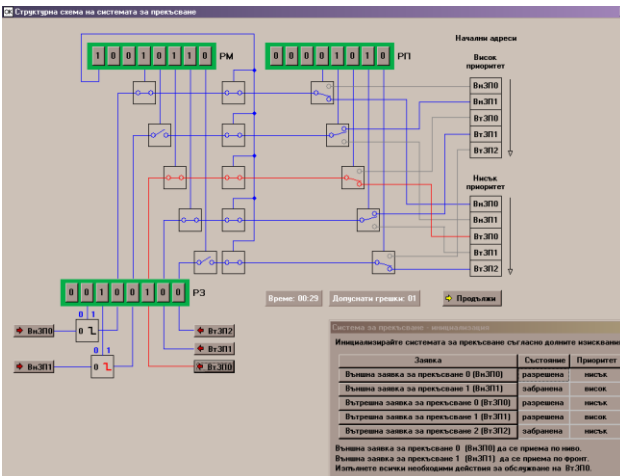 Структурна схема на системата за прекъсване
Начални адреси
1 0 0 1 0 1 1 0 РМ
0 0 0 0 1 0 1 0 РП
Висок
приоритет
ВнЗП0
ВнЗП1
ВтЗП0
ВтЗП1
ВтЗП2
Нисък
приоритет
ВнЗП0
ВнЗП1
ВтЗП0
ВтЗП1
ВтЗП2
0 0 1 0 0 1 0 0 РЗ
Време: 00:29
Допуснати грешки: 01
Продължи
0 1
ВнЗП0
0
ВтЗП2
0 1
ВтЗП1
ВнЗП1
0
ВтЗП0
Система за прекъсване - инициализация
Инициализирайте системата за прекъсване съгласно долните изисквания
Заявка Състояние Приоритет
Външна заявка за прекъсване 0 (ВнЗП0) разрешена нисък
Външна заявка за прекъсване 1 (ВнЗП1) забранена висок
Вътрешна заявка за прекъсване 0 (ВтЗП0) разрешена нисък
Вътрешна заявка за прекъсване 1 (ВтЗП1) разрешена висок
Вътрешна заявка за прекъсване 2 (ВтЗП2) забранена нисък
Външна заявка за прекъсване 0 (ВнЗП0) да се приема по ниво.
Външна заявка за прекъсване 1 (ВнЗП1) да се приема по фронт.
Изпълнете всички необходими действия за обслужване на ВтЗП0.